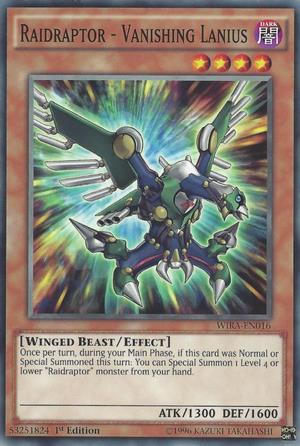 RAIDRAPTOR - VANISHING LANIUS
DARK
闇
WIRA-EN016
[WINGED BEAST/EFFECT]
Once per turn, during your Main Phase, if this card was Normal or
Special Summoned this turn: You can Special Summon 1 Level 4 or
lower "Raidraptor" monster from your hand.
ATK/1300 DEF/1600
53251824
1st Edition
©1996 KAZUKI TAKAHASHI